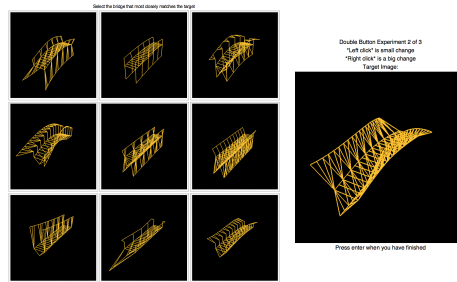 Select the bridge that most closely matches the target
Double Button Experiment 2 of 3
*Left click* is small change
*Right click* is a big change
Target Image:
Press enter when you have finished